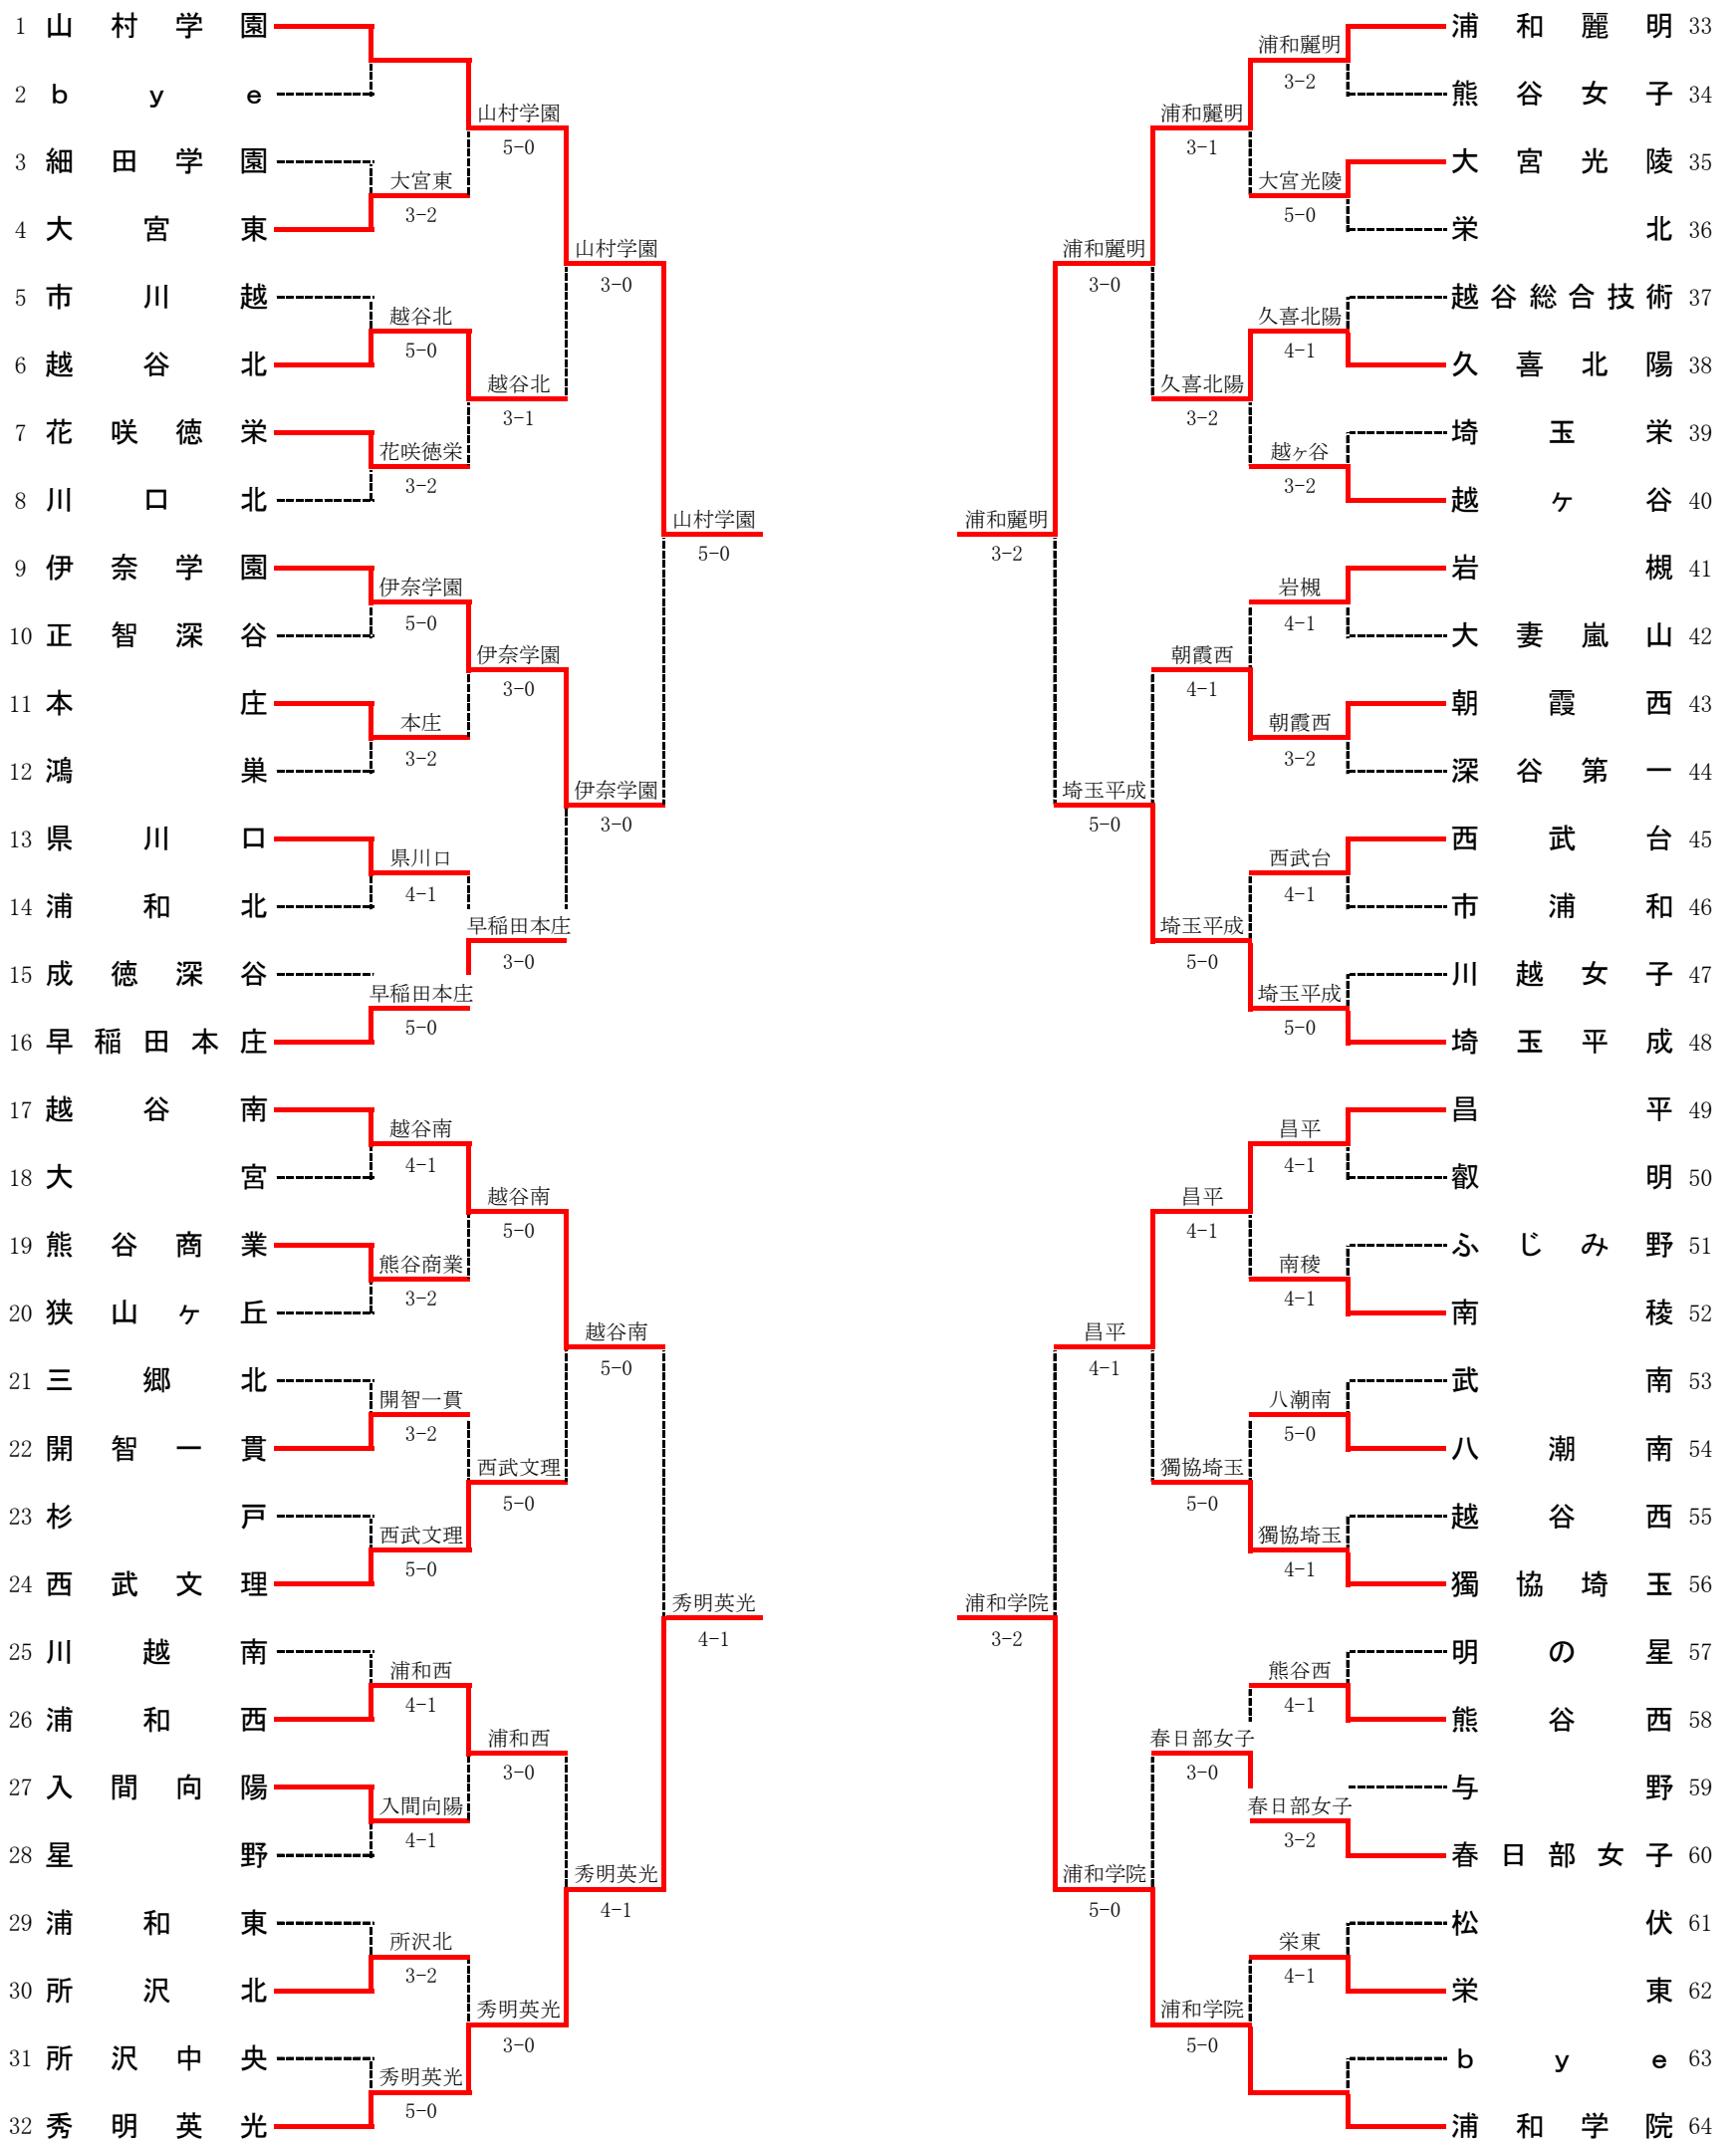 1 山村学園
2 bye
3 細田学園
4 大宮東
5 市川越
6 越谷北
7 花咲徳栄
8 川口北
9 伊奈学園
10 正智深谷
11 本庄
12 鴻巣
13 県川口
14 浦和北
15 成徳深谷
16 早稲田本庄
17 越谷南
18 大宮
19 熊谷商業
20 狭山ヶ丘
21 三郷北
22 開智一貫
23 杉戸
24 西武文理
25 川越南
26 浦和西
27 入間向陽
28 星野
29 浦和東
30 所沢北
31 所沢中央
32 秀明英光
大宮東
3-2
越谷北
5-0
花咲徳栄
3-2
伊奈学園
5-0
本庄
3-2
県川口
4-1
早稲田本庄
5-0
越谷南
4-1
熊谷商業
3-2
開智一貫
3-2
西武文理
5-0
浦和西
4-1
入間向陽
4-1
所沢北
3-2
秀明英光
5-0
山村学園
5-0
越谷北
3-1
伊奈学園
3-0
早稲田本庄
3-0
越谷南
5-0
西武文理
5-0
浦和西
3-0
秀明英光
3-0
山村学園
3-0
伊奈学園
3-0
越谷南
5-0
秀明英光
4-1
山村学園
5-0
秀明英光
4-1
浦和麗明
3-2
浦和学院
3-2
浦和麗明
3-0
埼玉平成
5-0
昌平
4-1
浦和学院
5-0
浦和麗明
3-1
久喜北陽
3-2
朝霞西
4-1
埼玉平成
5-0
昌平
4-1
獨協埼玉
5-0
春日部女子
3-0
浦和学院
5-0
浦和麗明
3-2
大宮光陵
5-0
久喜北陽
4-1
越ヶ谷
3-2
岩槻
4-1
朝霞西
3-2
西武台
4-1
埼玉平成
5-0
昌平
4-1
南稜
4-1
八潮南
5-0
獨協埼玉
4-1
熊谷西
4-1
春日部女子
3-2
栄東
4-1
浦和麗明 33
熊谷女子 34
大宮光陵 35
栄北 36
越谷総合技術 37
久喜北陽 38
埼玉栄 39
越ヶ谷 40
岩槻 41
大妻嵐山 42
朝霞西 43
深谷第一 44
西武台 45
市浦和 46
川越女子 47
埼玉平成 48
昌平 49
叡明 50
ふじみ野 51
南稜 52
武南 53
八潮南 54
越谷西 55
獨協埼玉 56
明の星 57
熊谷西 58
与野 59
春日部女子 60
松伏 61
栄東 62
bye 63
浦和学院 64